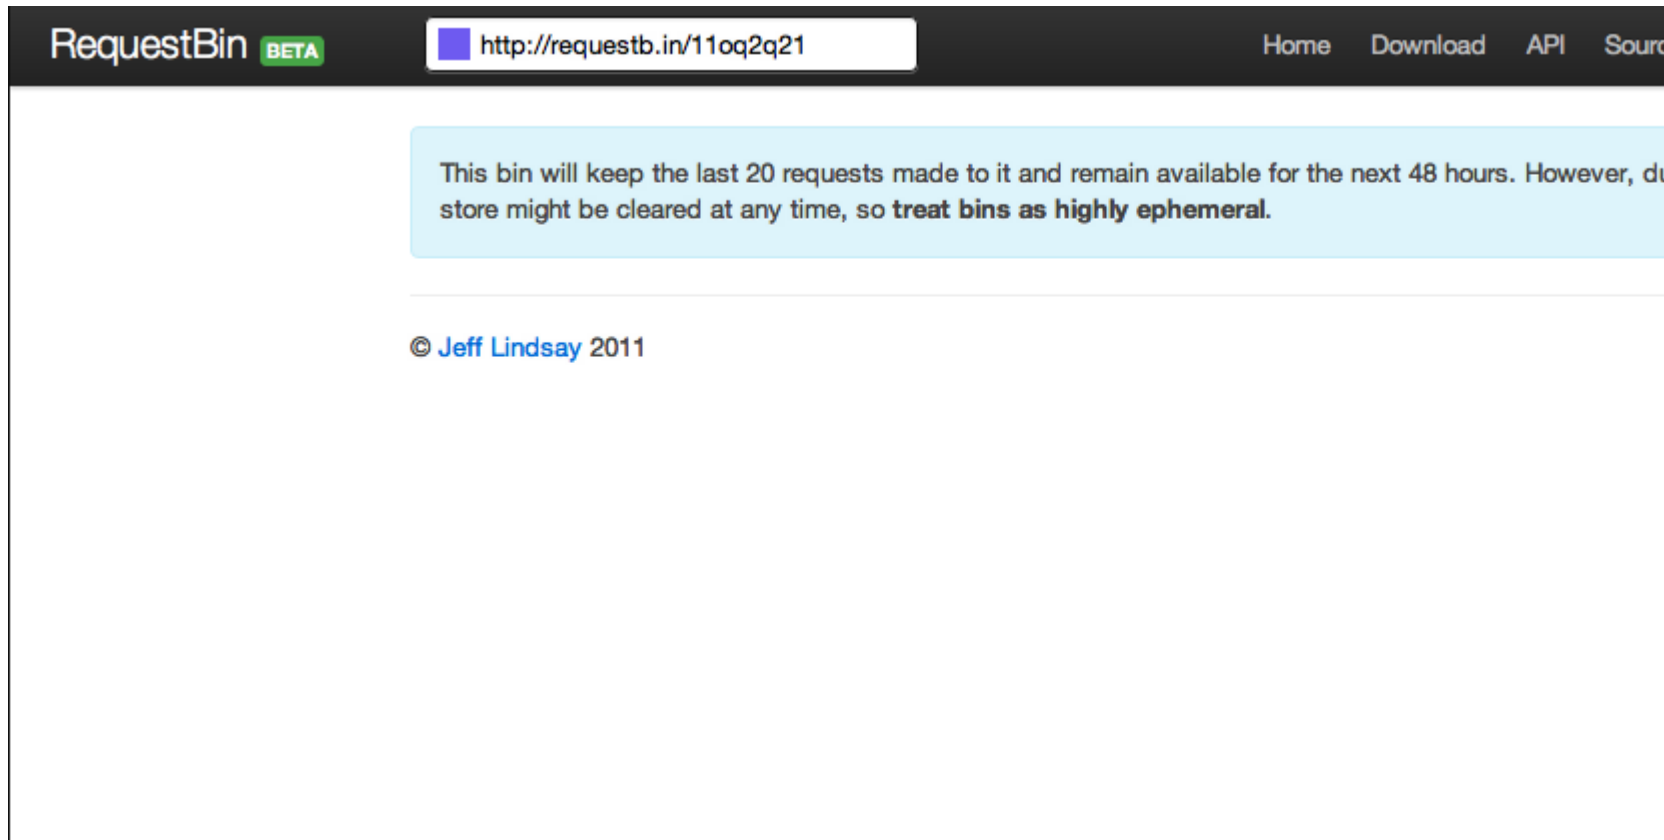 RequestBin BETA http://requestb.in/11oq2q21 Home Download API
This bin will keep the last 20 requests made to it and remain available for the next 48 hours. However,
store might be cleared at any time, so treat bins as highly ephemeral.
© Jeff Lindsay 2011